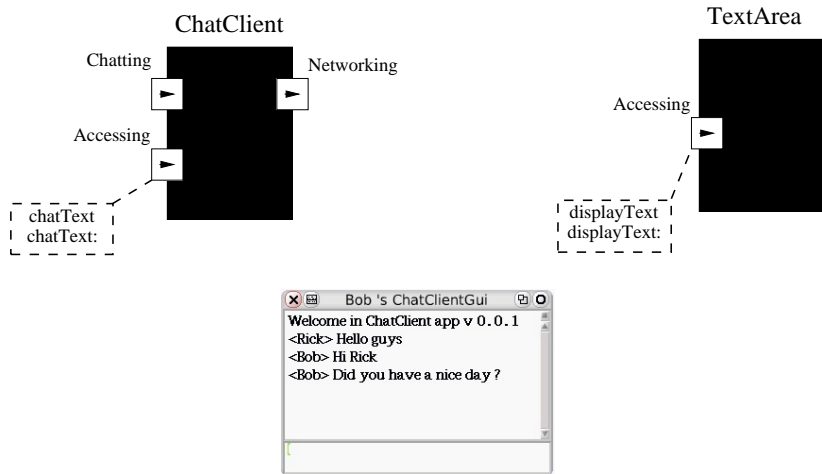 ChatClient
TextArea
Chatting
Networking
Accessing
Accessing
chatText
chatText:
displayText
displayText:
Bob 's ChatClientGui
Welcome in ChatClient app v 0.0.1
<Rick> Hello guys
<Bob> Hi Rick
<Bob> Did you have a nice day ?